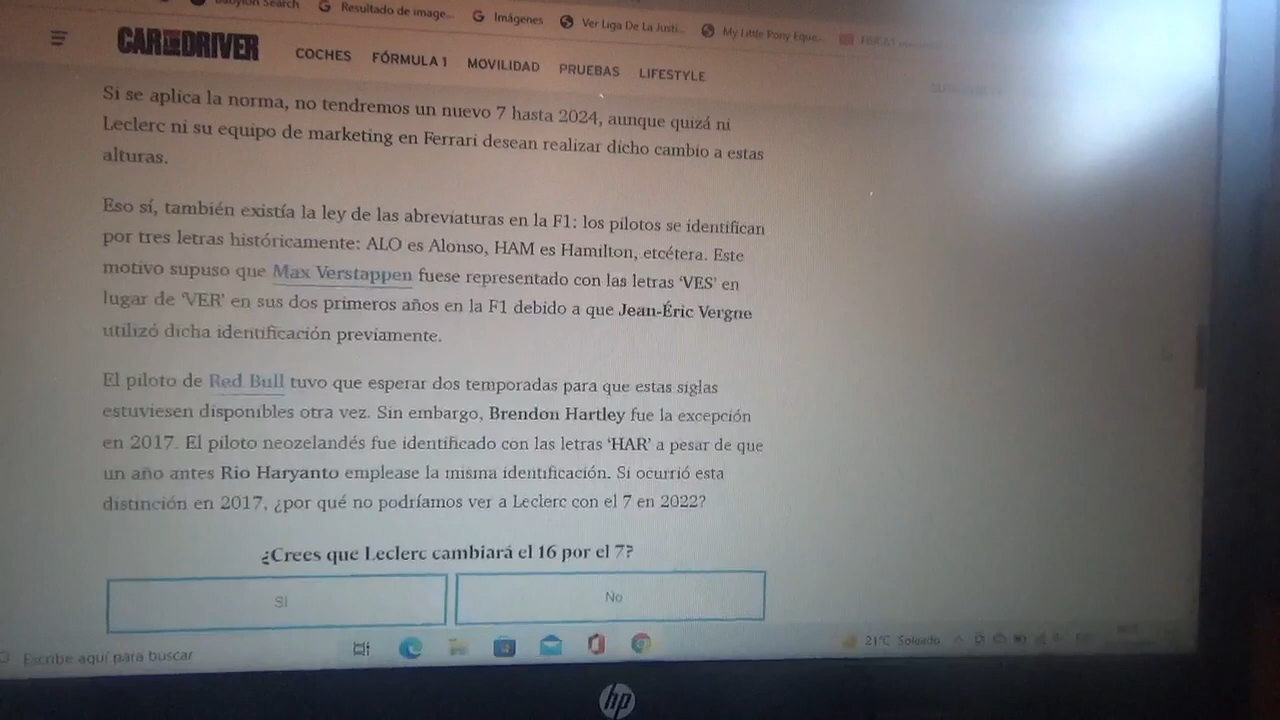 Babylon Search
Resultado de image...
Imágenes
Ver Liga De La Justi...
My Little Pony Eque...
CAR AND DRIVER
COCHES
FÓRMULA 1
MOVILIDAD
PRUEBAS
LIFESTYLE
Si se aplica la norma, no tendremos un nuevo 7 hasta 2024, aunque quizá ni
Leclerc ni su equipo de marketing en Ferrari desean realizar dicho cambio a estas
alturas.
Eso sí, también existía la ley de las abreviaturas en la F1: los pilotos se identifican
por tres letras históricamente: ALO es Alonso, HAM es Hamilton, etcétera. Este
motivo supuso que Max Verstappen fuese representado con las letras ‘VES’ en
lugar de ‘VER’ en sus dos primeros años en la F1 debido a que Jean-Éric Vergne
utilizó dicha identificación previamente.
El piloto de Red Bull tuvo que esperar dos temporadas para que estas siglas
estuviesen disponibles otra vez. Sin embargo, Brendon Hartley fue la excepción
en 2017. El piloto neozelandés fue identificado con las letras ‘HAR’ a pesar de que
un año antes Rio Haryanto emplease la misma identificación. Si ocurrió esta
distinción en 2017, ¿por qué no podríamos ver a Leclerc con el 7 en 2022?
¿Crees que Leclerc cambiará el 16 por el 7?
Sí
No
Escribe aquí para buscar
21°C Soleado
hp